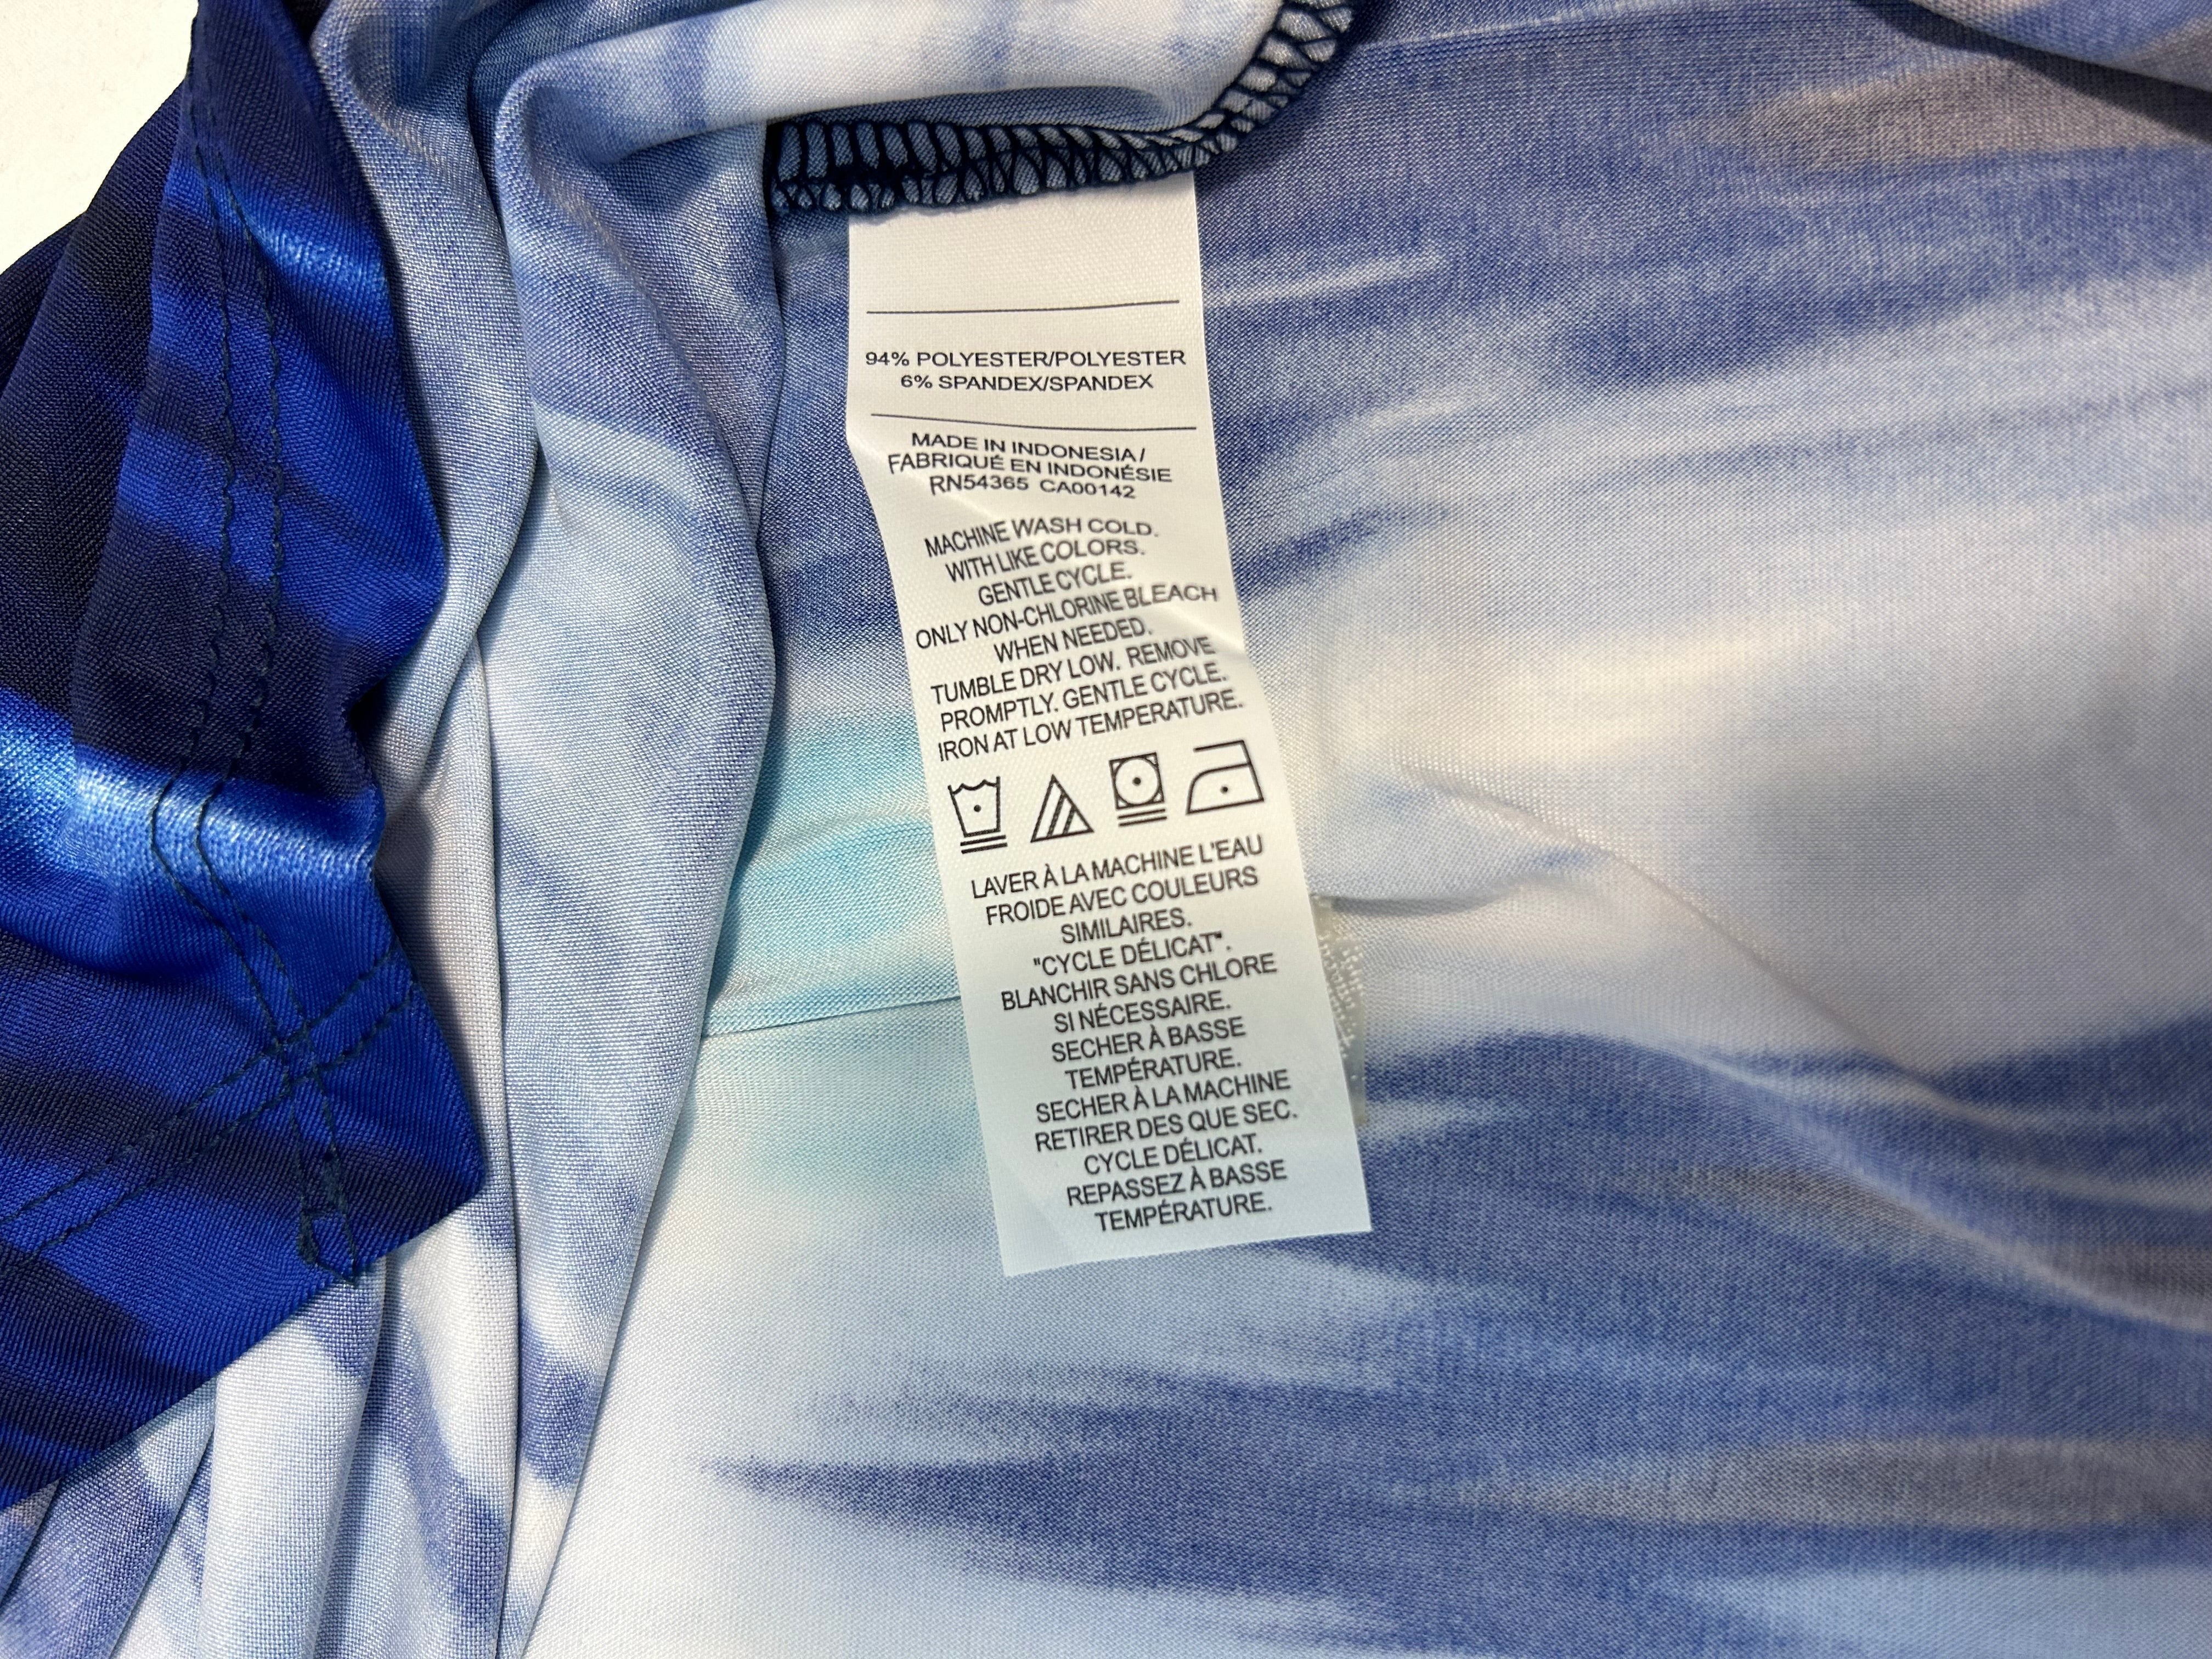 94% POLYESTER/POLYESTER
6% SPANDEX/SPANDEX
MADE IN INDONESIA /
FABRIQUÉ EN INDONÉSIE
RN54365 CA00142
MACHINE WASH COLD.
WITH LIKE COLORS.
GENTLE CYCLE.
ONLY NON-CHLORINE BLEACH
WHEN NEEDED.
TUMBLE DRY LOW. REMOVE
PROMPTLY. GENTLE CYCLE.
IRON AT LOW TEMPERATURE.
LAVER À LA MACHINE L'EAU
FROIDE AVEC COULEURS
SIMILAIRES.
"CYCLE DÉLICAT".
BLANCHIR SANS CHLORE
SI NÉCESSAIRE.
SECHER À BASSE
TEMPÉRATURE.
SECHER À LA MACHINE
RETIRER DES QUE SEC.
CYCLE DÉLICAT.
REPASSEZ À BASSE
TEMPÉRATURE.